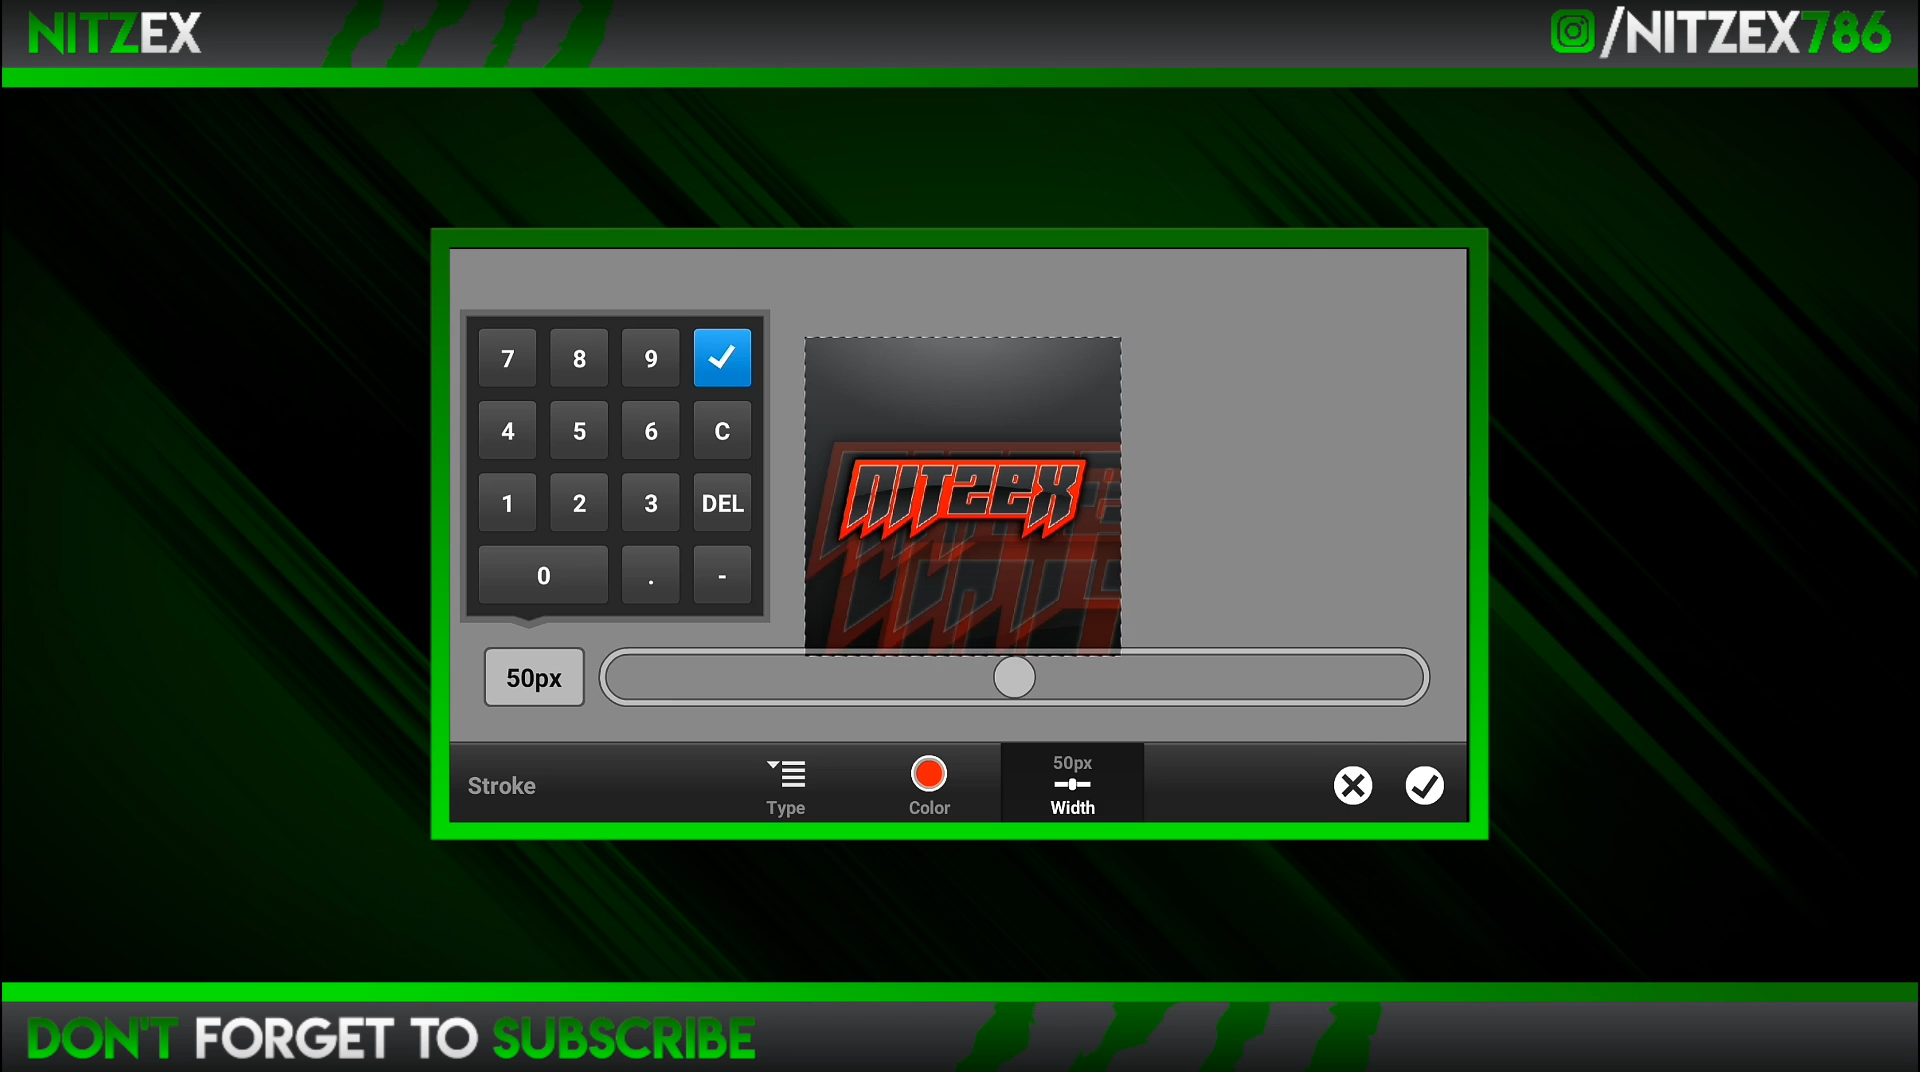 NITZEX
/NITZEX786
7 8 9
4 5 6 C
1 2 3 DEL
0 . -
NITZEX
50px
Stroke
Type
Color
50px
Width
DON'T FORGET TO SUBSCRIBE